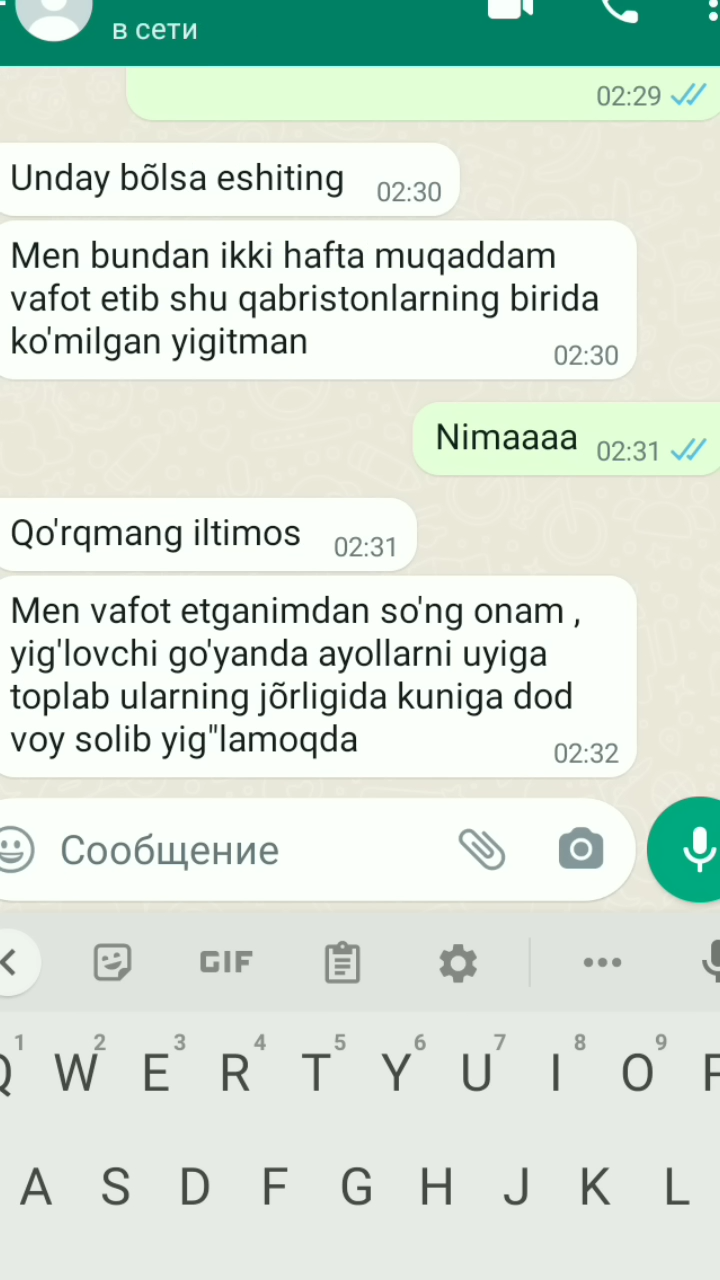 в сети
02:29
Unday bõlsa eshiting 02:30
Men bundan ikki hafta muqaddam
vafot etib shu qabristonlarning birida
ko'milgan yigitman 02:30
Nimaaaa 02:31
Qo'rqmang iltimos 02:31
Men vafot etganimdan so'ng onam ,
yig'lovchi go'yanda ayollarni uyiga
toplab ularning jõrligida kuniga dod
voy solib yig"lamoqda 02:32
Сообщение
GIF
1 2 3 4 5 6 7 8 9
Q W E R T Y U I O P
A S D F G H J K L